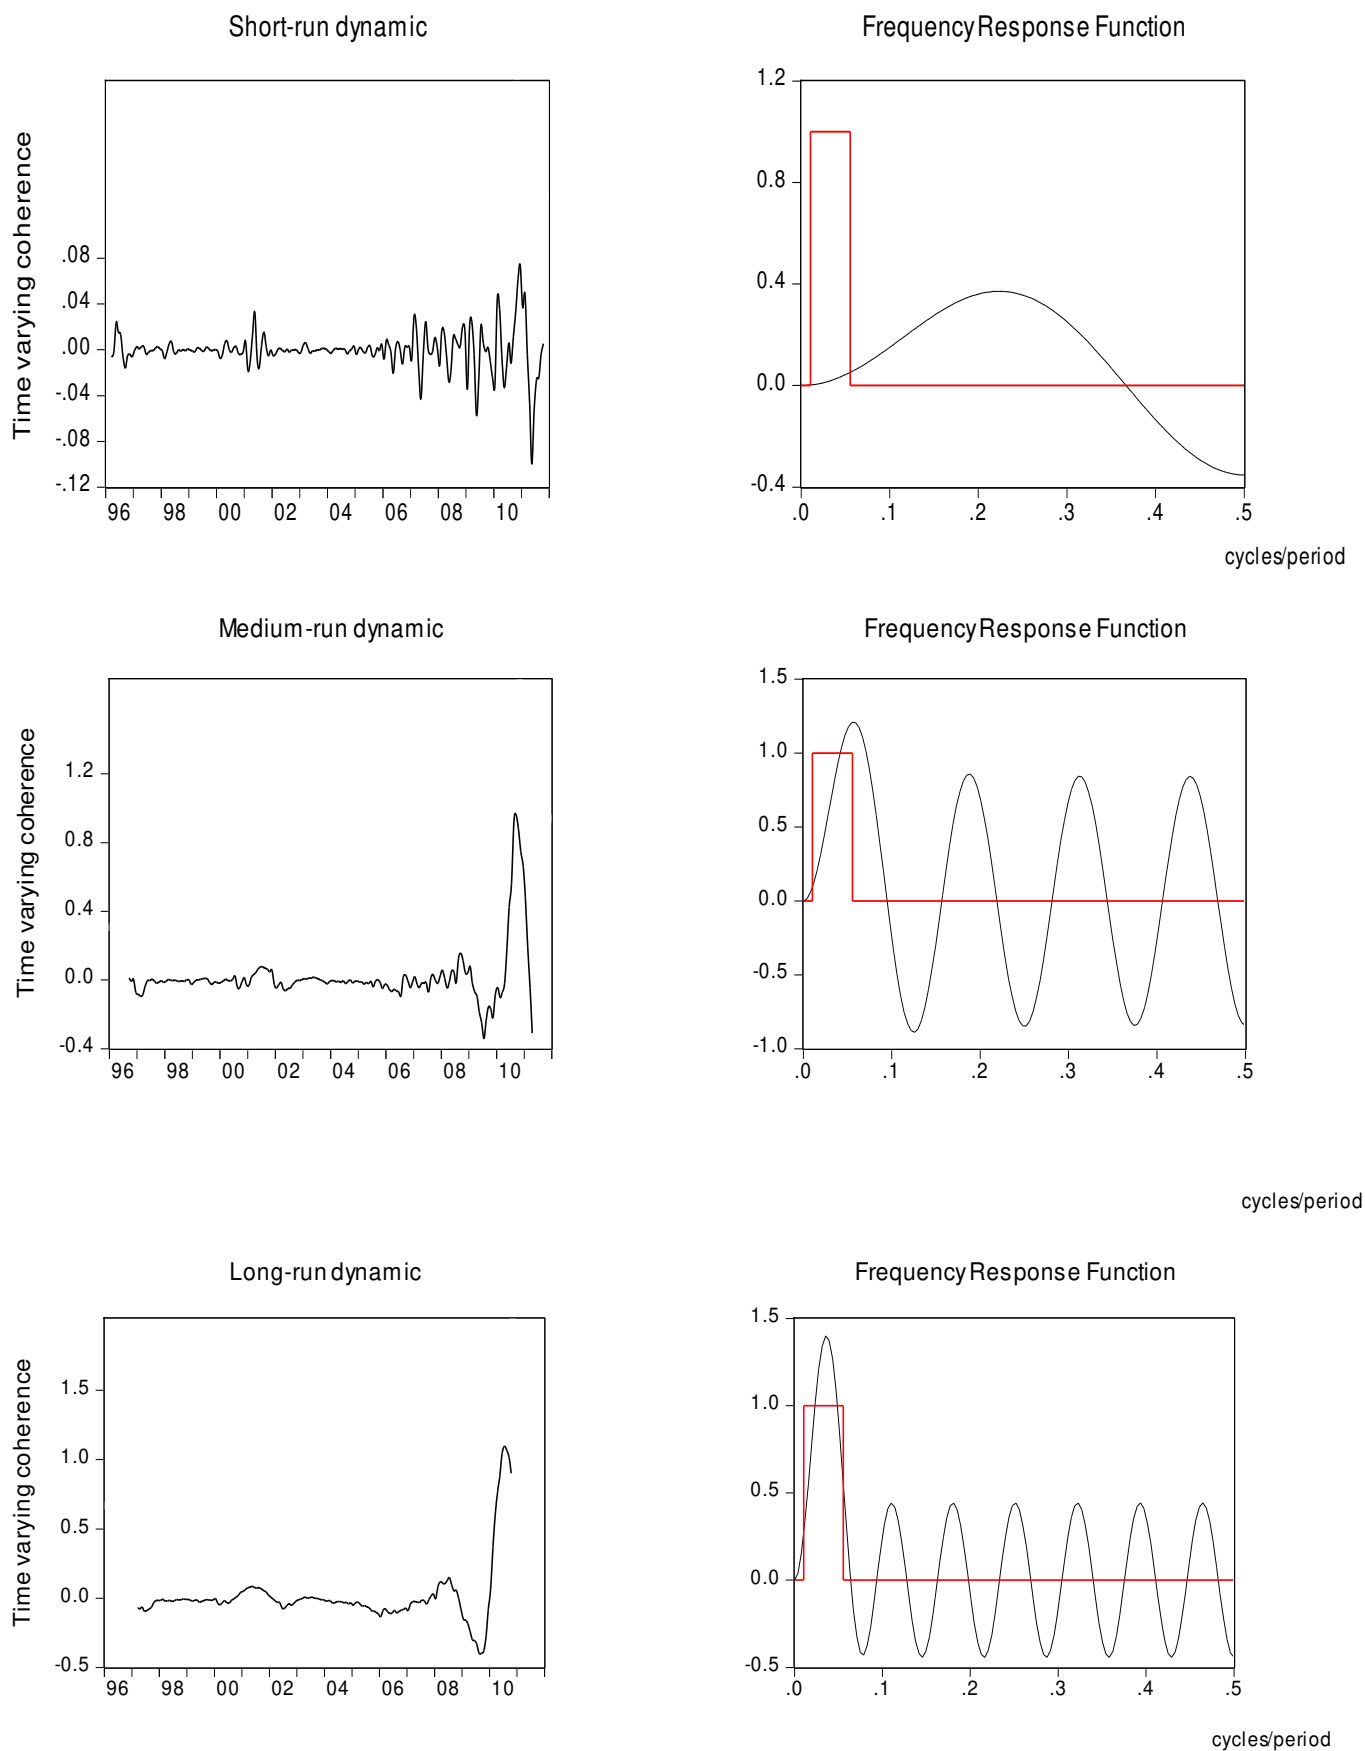 Short-run dynamic
Time varying coherence
.08
.04
.00
-.04
-.08
-.12
96 98 00 02 04 06 08 10
Frequency Response Function
1.2
0.8
0.4
0.0
-0.4
.0 .1 .2 .3 .4 .5
cycles/period
Medium-run dynamic
Time varying coherence
1.2
0.8
0.4
0.0
-0.4
96 98 00 02 04 06 08 10
Frequency Response Function
1.5
1.0
0.5
0.0
-0.5
-1.0
.0 .1 .2 .3 .4 .5
cycles/period
Long-run dynamic
Time varying coherence
1.5
1.0
0.5
0.0
-0.5
96 98 00 02 04 06 08 10
Frequency Response Function
1.5
1.0
0.5
0.0
-0.5
.0 .1 .2 .3 .4 .5
cycles/period